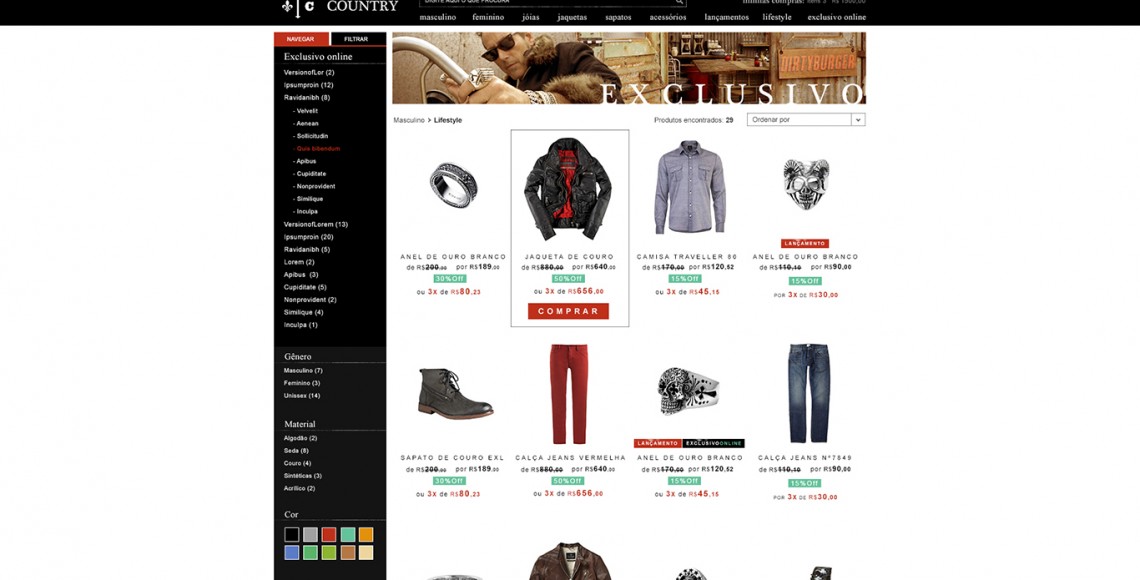 C COUNTRY
DIGITE AQUI O QUE PROCURA
minhas compras: itens 3 R$ 1500,00
masculino feminino jóias jaquetas sapatos acessórios lançamentos lifestyle exclusivo online
NAVEGAR FILTRAR
Exclusivo online
VersionofLor (2)
Ipsumproin (12)
Ravidanibh (8)
- Velvelit
- Aenean
- Sollicitudin
- Quis bibendum
- Apibus
- Cupiditate
- Nonprovident
- Similique
- Inculpa
VersionofLorem (13)
Ipsumproin (20)
Ravidanibh (5)
Lorem (2)
Apibus (3)
Cupiditate (5)
Nonprovident (2)
Similique (4)
Inculpa (1)
Gênero
Masculino (7)
Feminino (3)
Unissex (14)
Material
Algodão (2)
Seda (8)
Couro (4)
Sintéticas (3)
Acrílico (2)
Cor
DIRTYBURGER
EXCLUSIVO
Masculino > Lifestyle
Produtos encontrados: 29
Ordenar por
ANEL DE OURO BRANCO
de R$200,00 por R$189,00
30%Off
ou 3x de R$80,23
JAQUETA DE COURO
de R$880,00 por R$640,00
50%Off
ou 3x de R$656,00
COMPRAR
CAMISA TRAVELLER 66
de R$170,00 por R$120,52
15%Off
ou 3x de R$45,15
LANÇAMENTO
ANEL DE OURO BRANCO
de R$110,10 por R$90,00
15%Off
POR 3x DE R$30,00
SAPATO DE COURO EXL
de R$200,00 por R$189,00
30%Off
ou 3x de R$80,23
CALÇA JEANS VERMELHA
de R$880,00 por R$640,00
50%Off
ou 3x de R$656,00
LANÇAMENTO EXCLUSIVOONLINE
ANEL DE OURO BRANCO
de R$170,00 por R$120,52
15%Off
ou 3x de R$45,15
CALÇA JEANS Nº7849
de R$110,10 por R$90,00
15%Off
POR 3x DE R$30,00